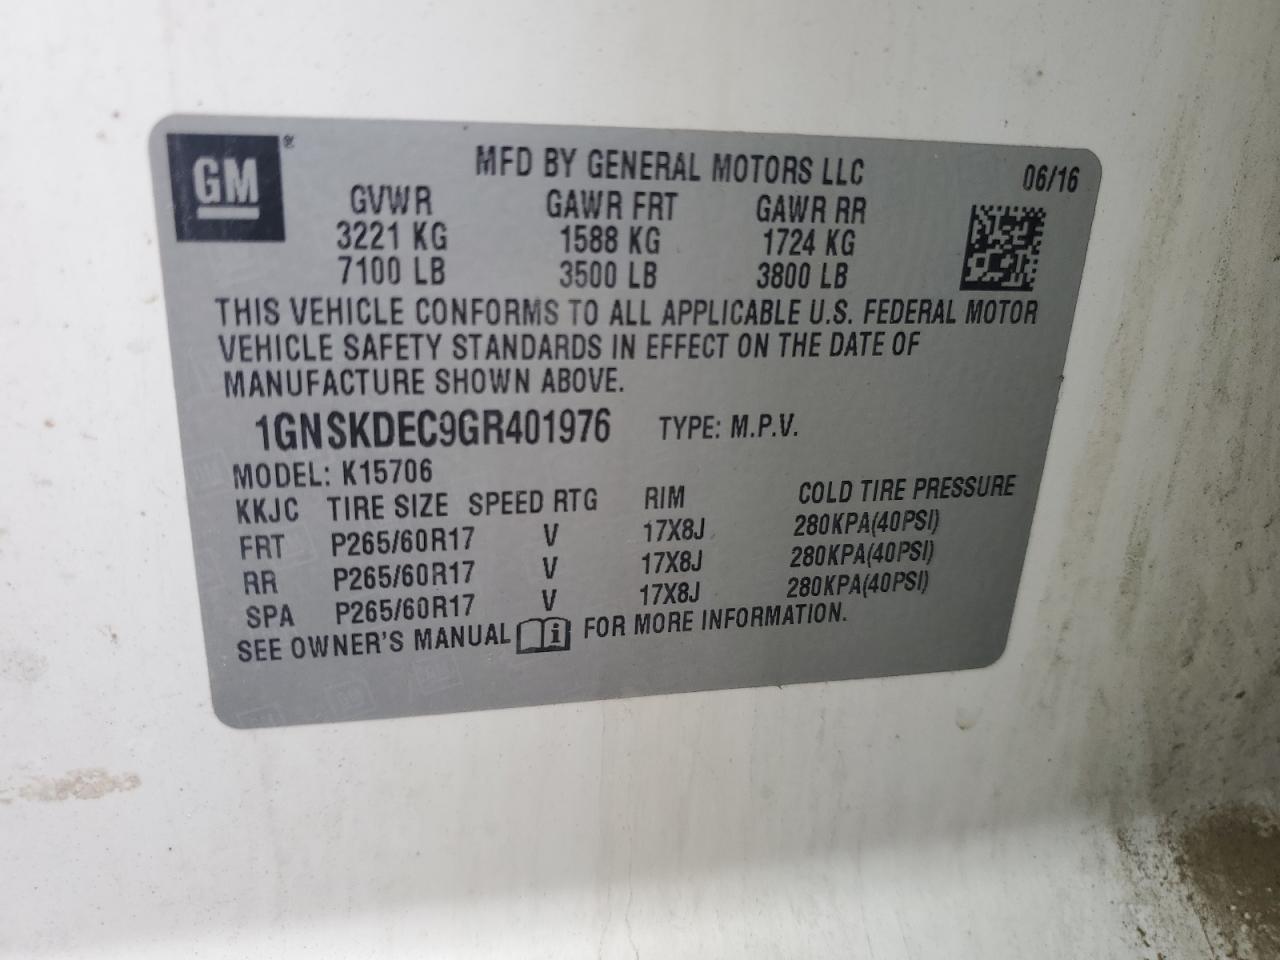 GM ®
MFD BY GENERAL MOTORS LLC 06/16
GVWR GAWR FRT GAWR RR
3221 KG 1588 KG 1724 KG
7100 LB 3500 LB 3800 LB
THIS VEHICLE CONFORMS TO ALL APPLICABLE U.S. FEDERAL MOTOR
VEHICLE SAFETY STANDARDS IN EFFECT ON THE DATE OF
MANUFACTURE SHOWN ABOVE.
1GNSKDEC9GR401976 TYPE: M.P.V.
MODEL: K15706
KKJC TIRE SIZE SPEED RTG RIM COLD TIRE PRESSURE
FRT P265/60R17 V 17X8J 280KPA(40PSI)
RR P265/60R17 V 17X8J 280KPA(40PSI)
SPA P265/60R17 V 17X8J 280KPA(40PSI)
SEE OWNER'S MANUAL i FOR MORE INFORMATION.